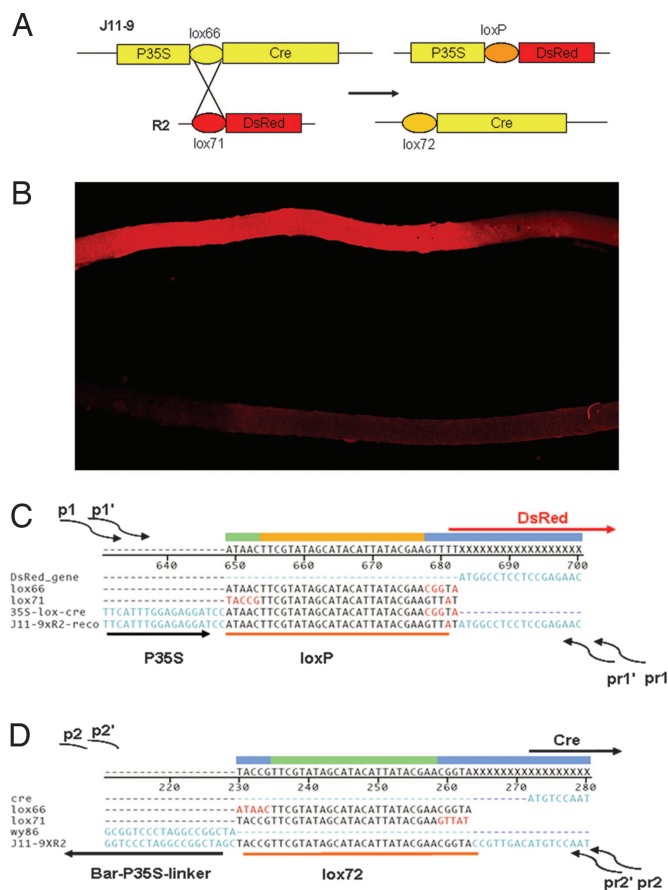 A
J11-9
lox66
P35S
Cre
loxP
P35S
DsRed
R2
DsRed
lox71
Cre
lox72
B
C
p1 p1'
DsRed
-------------------ATAACTTCGTATAGCATACATTATACGAAGTTTTXXXXXXXXXXXXXXXXXXX
640 650 660 670 680 690 700
DsRed_gene ATGGCCTCCTCCGAGAAC
lox66 ATAACTTCGTATAGCATACATTATACGAACGGTA
lox71 TACCGTTCGTATAGCATACATTATACGAAGTTAT
35S-lox-cre TTCATTTGGAGAGGATCCATAACTTCGTATAGCATACATTATACGAACGGTA
J11-9xR2-reco TTCATTTGGAGAGGATCCATAACTTCGTATAGCATACATTATACGAAGTTATATGGCCTCCTCCGAGAAC
P35S
loxP
pr1' pr1
D
p2 p2'
Cre
TACCGTTCGTATAGCATACATTATACGAACGGTAXXXXXXXXXXXXXXXXX
220 230 240 250 260 270 280
cre ATGTCCAAT
lox66 ATAACTTCGTATAGCATACATTATACGAACGGTA
lox71 TACCGTTCGTATAGCATACATTATACGAAGTTAT
wy86 GCGGTCCCTAGGCCGGCTA
J11-9XR2 GGTCCCTAGGCCGGCTAGCTACCGTTCGTATAGCATACATTATACGAACGGTACCGTTGACATGTCCAAT
Bar-P35S-linker
lox72
pr2' pr2